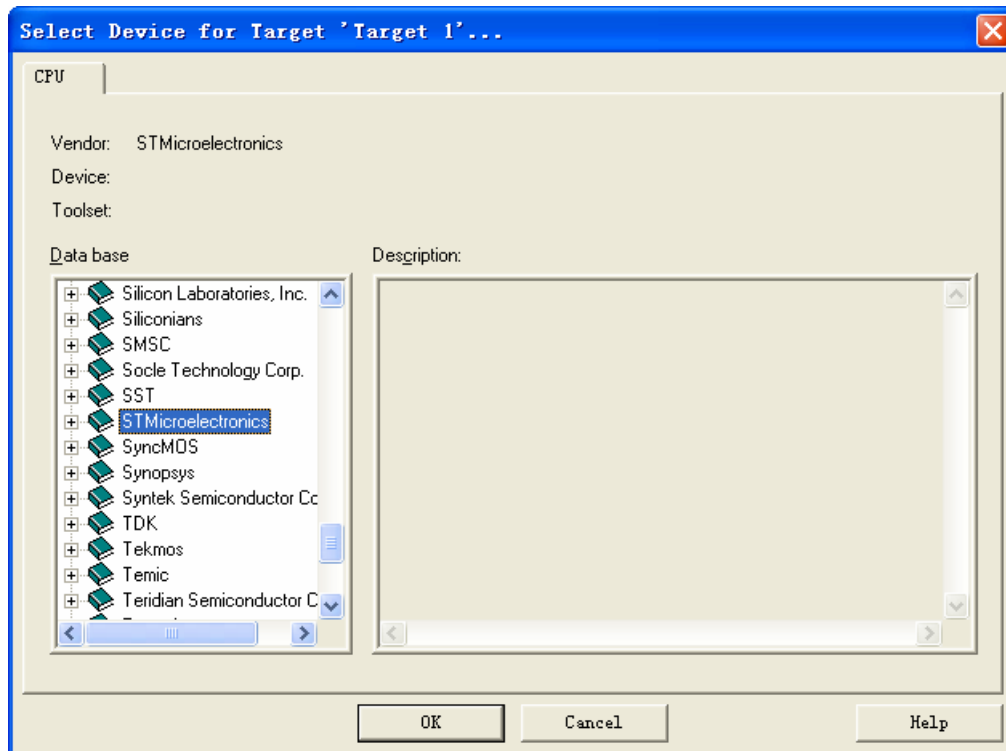 Select Device for Target 'Target 1'...
CPU
Vendor: STMicroelectronics
Device:
Toolset:
Data base
Description:
Silicon Laboratories, Inc.
Siliconians
SMSC
Socle Technology Corp.
SST
STMicroelectronics
SyncMOS
Synopsys
Syntek Semiconductor Co
TDK
Tekmos
Temic
Teridian Semiconductor C
OK
Cancel
Help